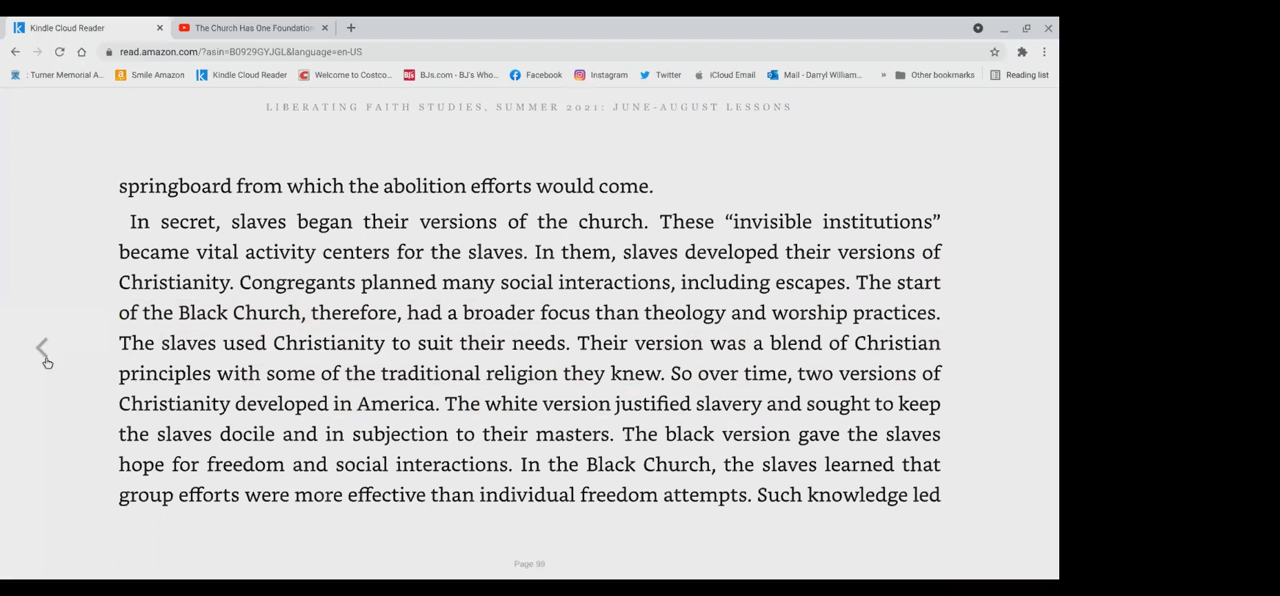 Kindle Cloud Reader
The Church Has One Foundation
read.amazon.com/?asin=B0929GYJGL&language=en-US
: Turner Memorial A... Smile Amazon Kindle Cloud Reader Welcome to Costco... BJs.com - BJ's Who... Facebook Instagram Twitter iCloud Email Mail - Darryl William... » Other bookmarks Reading list
LIBERATING FAITH STUDIES, SUMMER 2021: JUNE-AUGUST LESSONS
springboard from which the abolition efforts would come.
In secret, slaves began their versions of the church. These “invisible institutions”
became vital activity centers for the slaves. In them, slaves developed their versions of
Christianity. Congregants planned many social interactions, including escapes. The start
of the Black Church, therefore, had a broader focus than theology and worship practices.
The slaves used Christianity to suit their needs. Their version was a blend of Christian
principles with some of the traditional religion they knew. So over time, two versions of
Christianity developed in America. The white version justified slavery and sought to keep
the slaves docile and in subjection to their masters. The black version gave the slaves
hope for freedom and social interactions. In the Black Church, the slaves learned that
group efforts were more effective than individual freedom attempts. Such knowledge led
Page 99